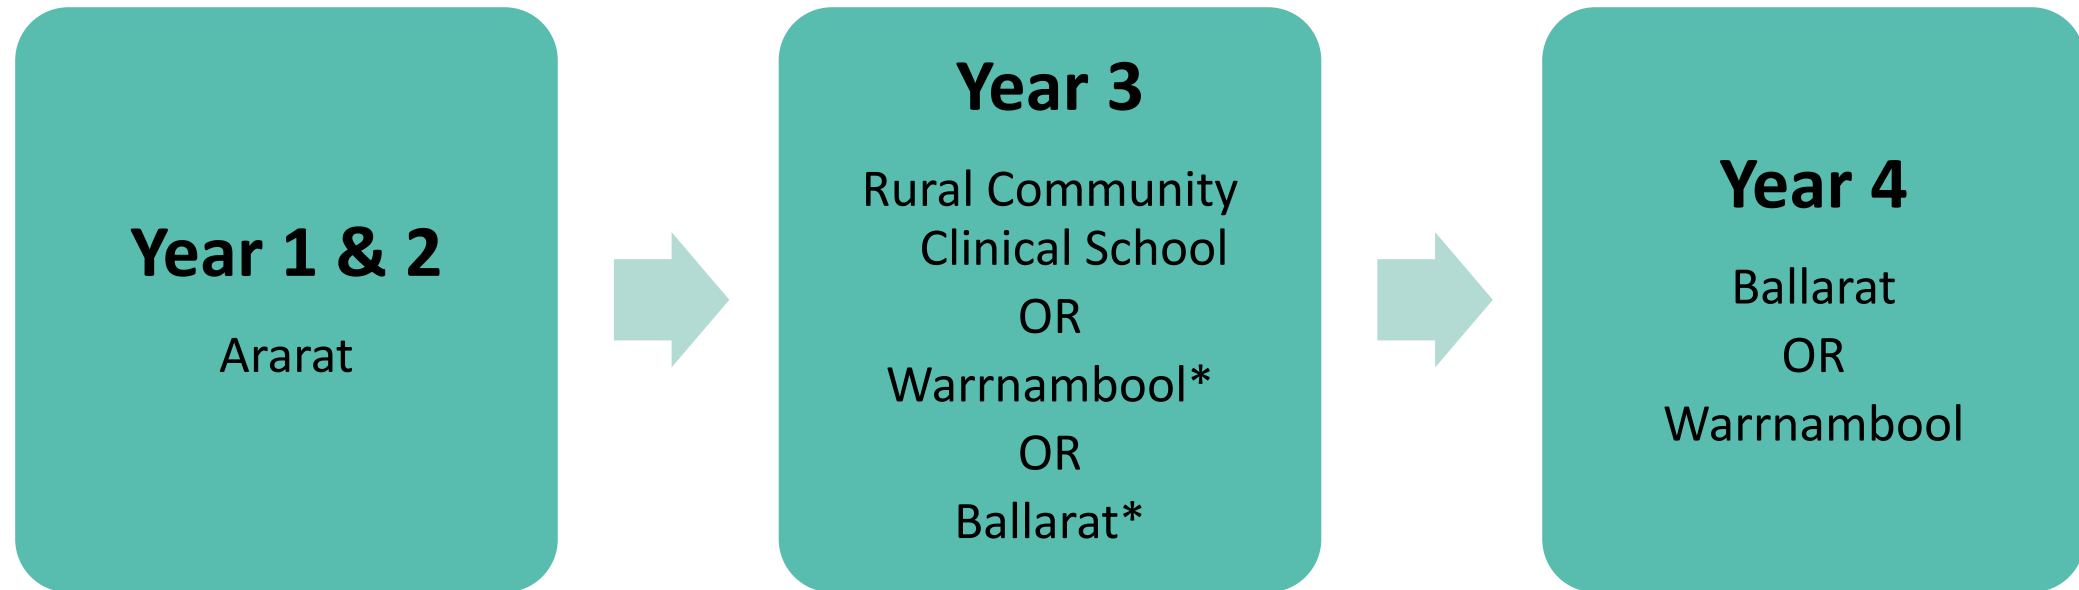 Year 1 & 2
Ararat
Year 3
Rural Community
Clinical School
OR
Warrnambool*
OR
Ballarat*
Year 4
Ballarat
OR
Warrnambool